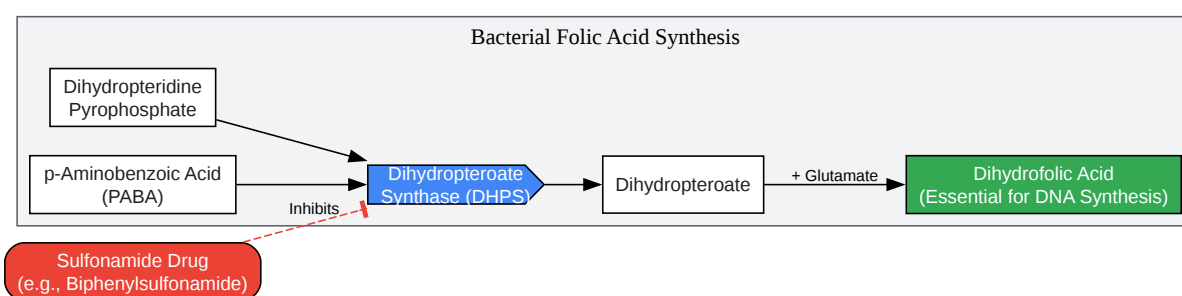 Bacterial Folic Acid Synthesis
Dihydropteridine
Pyrophosphate
p-Aminobenzoic Acid
(PABA)
Dihydropteroate
Synthase (DHPS)
Dihydropteroate
+ Glutamate
Dihydrofolic Acid
(Essential for DNA Synthesis)
Inhibits
Sulfonamide Drug
(e.g., Biphenylsulfonamide)